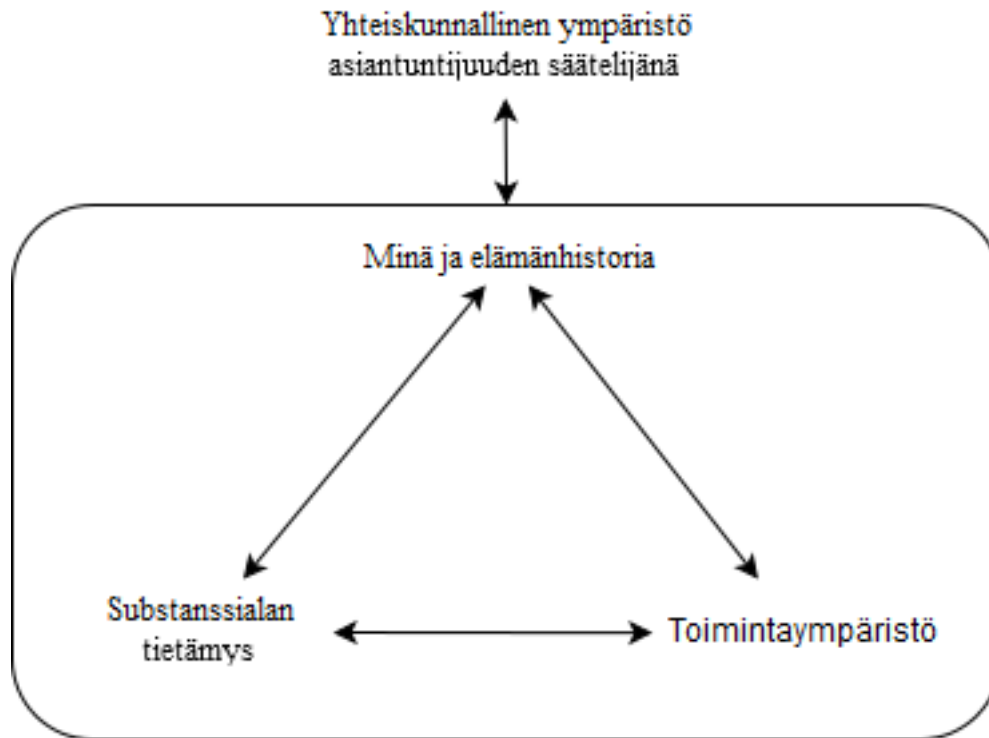 Yhteiskunnallinen ympäristö
asiantuntijuuden säätelijänä
Minä ja elämänhistoria
Substanssialan
tietämys
Toimintaympäristö